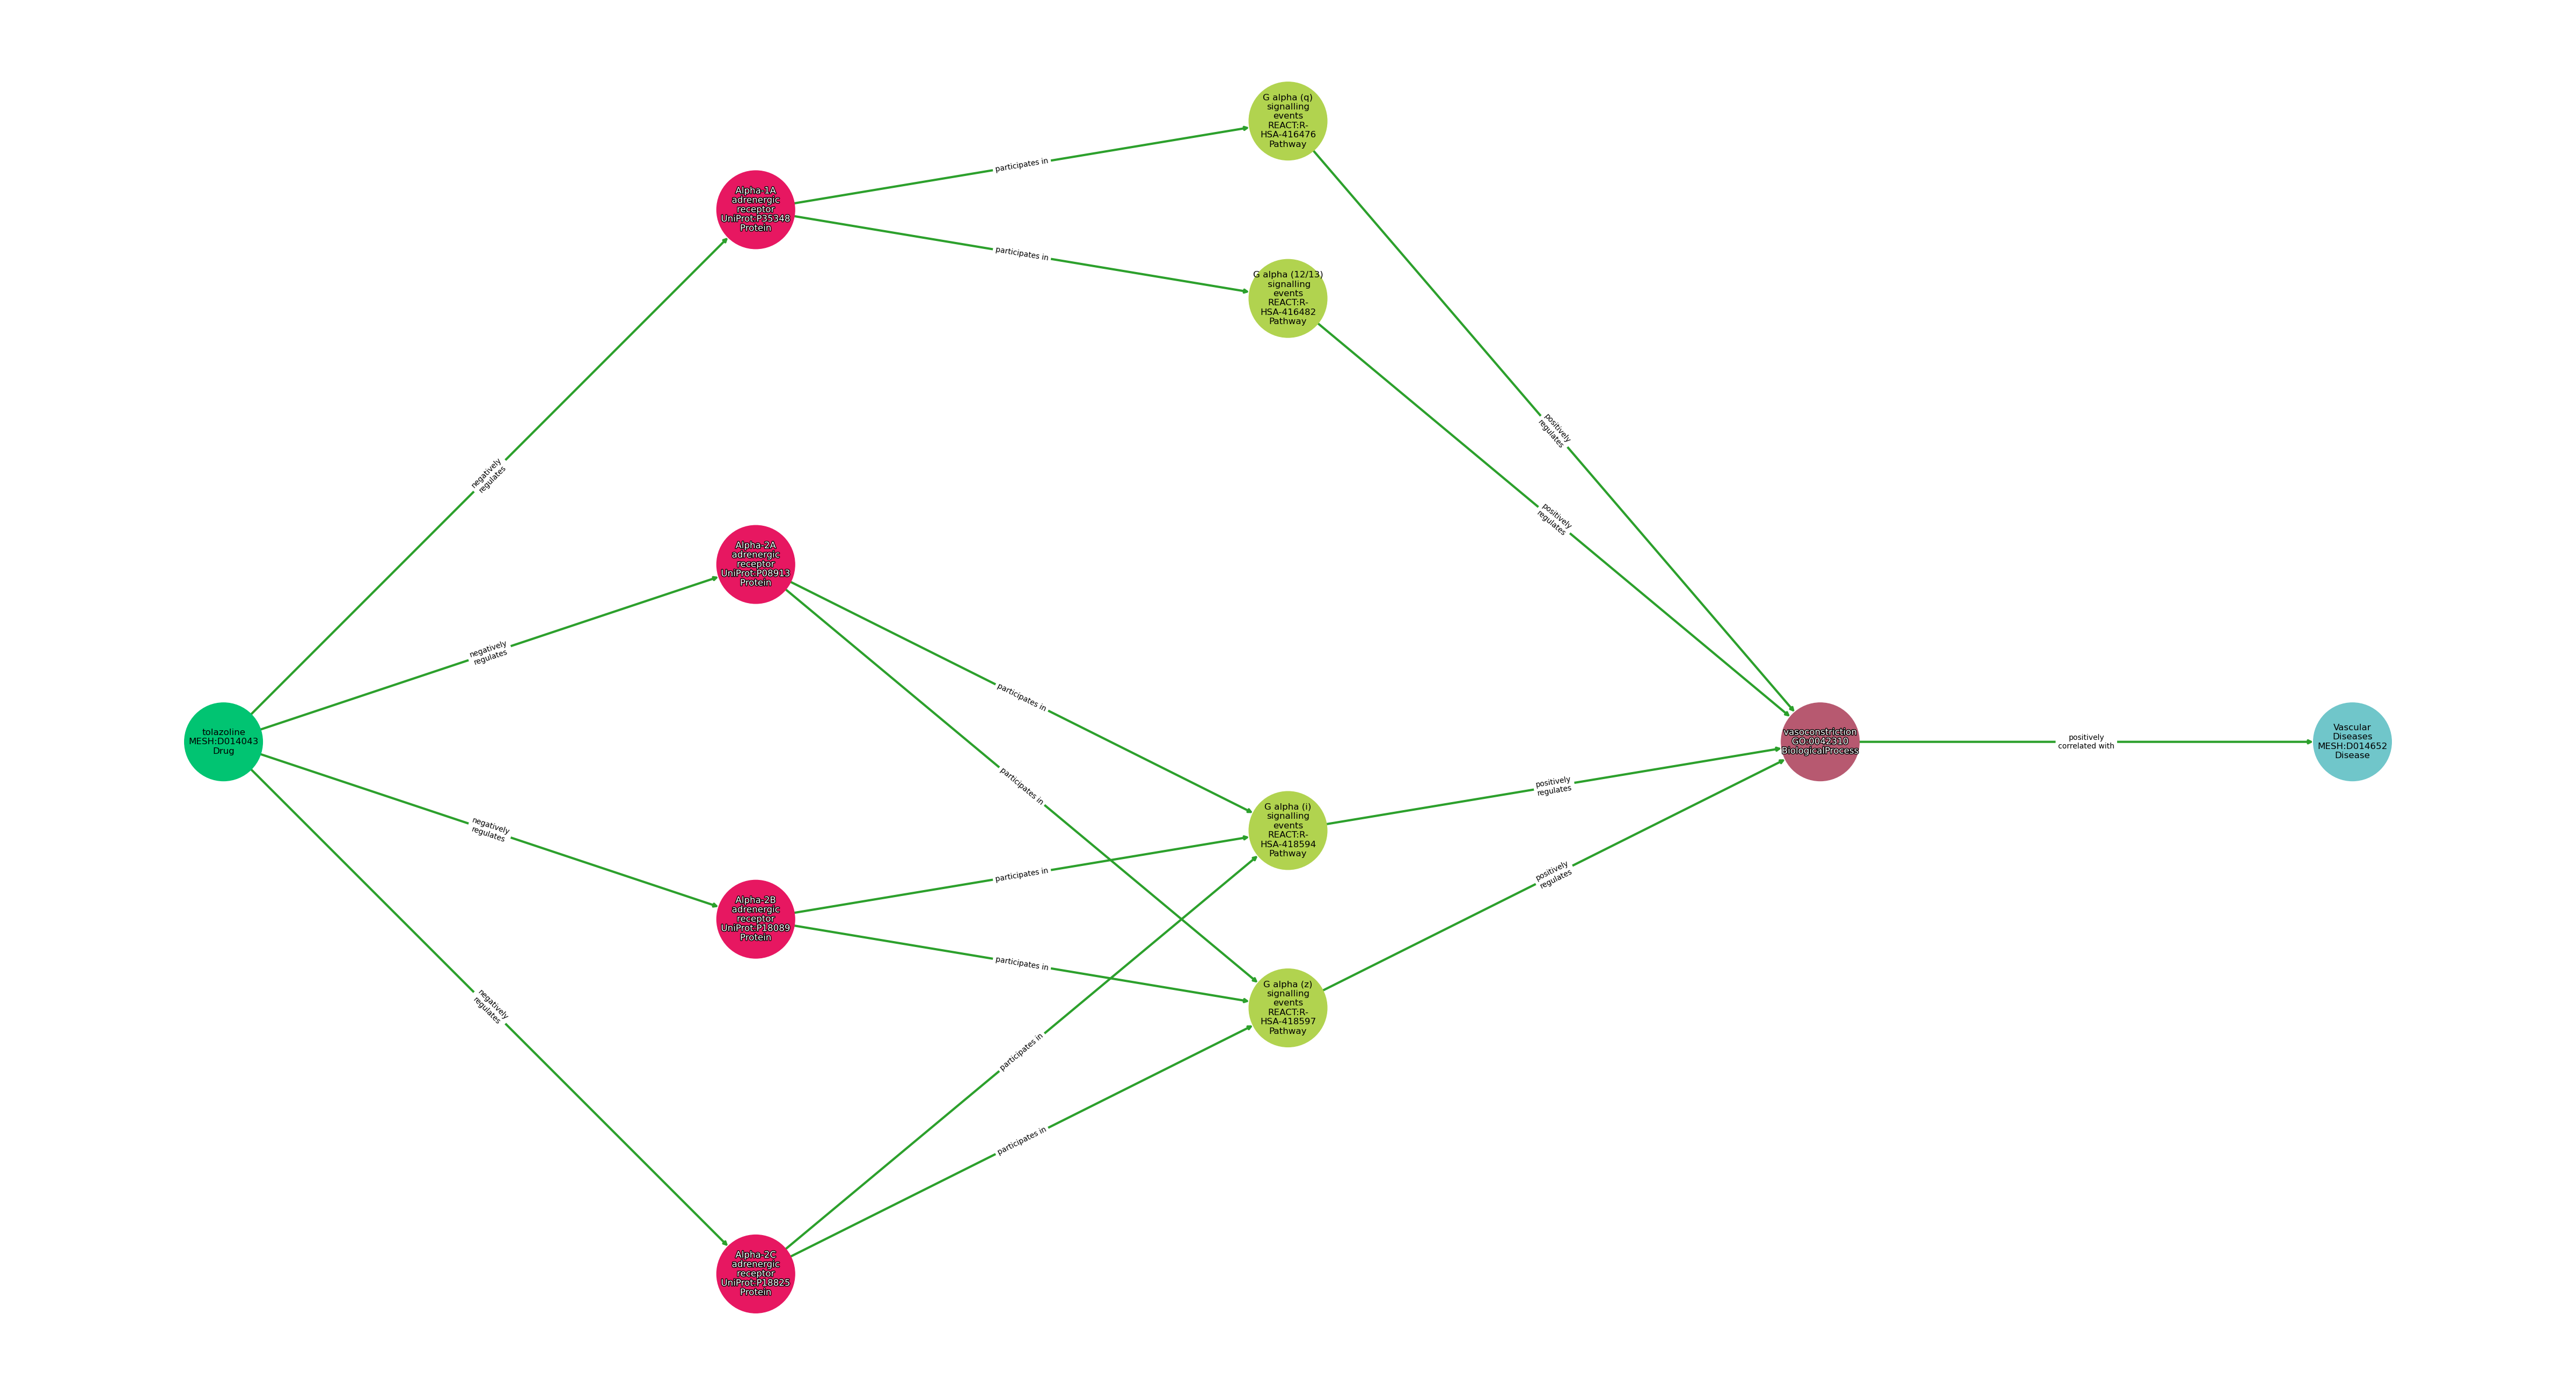 G alpha (q)
signalling
events
REACT:R-
HSA-416476
Pathway
participates in
Alpha-1A
adrenergic
receptor
UniProt:P35348
Protein
participates in
G alpha (12/13)
signalling
events
REACT:R-
HSA-416482
Pathway
positively
regulates
negatively
regulates
positively
regulates
Alpha-2A
adrenergic
receptor
UniProt:P08913
Protein
negatively
regulates
participates in
tolazoline
MESH:D014043
Drug
vasoconstriction
GO:0042310
BiologicalProcess
positively
correlated with
Vascular
Diseases
MESH:D014652
Disease
participates in
positively
regulates
negatively
regulates
G alpha (i)
signalling
events
REACT:R-
HSA-418594
Pathway
participates in
positively
regulates
Alpha-2B
adrenergic
receptor
UniProt:P18089
Protein
participates in
negatively
regulates
G alpha (z)
signalling
events
REACT:R-
HSA-418597
Pathway
participates in
participates in
Alpha-2C
adrenergic
receptor
UniProt:P18825
Protein